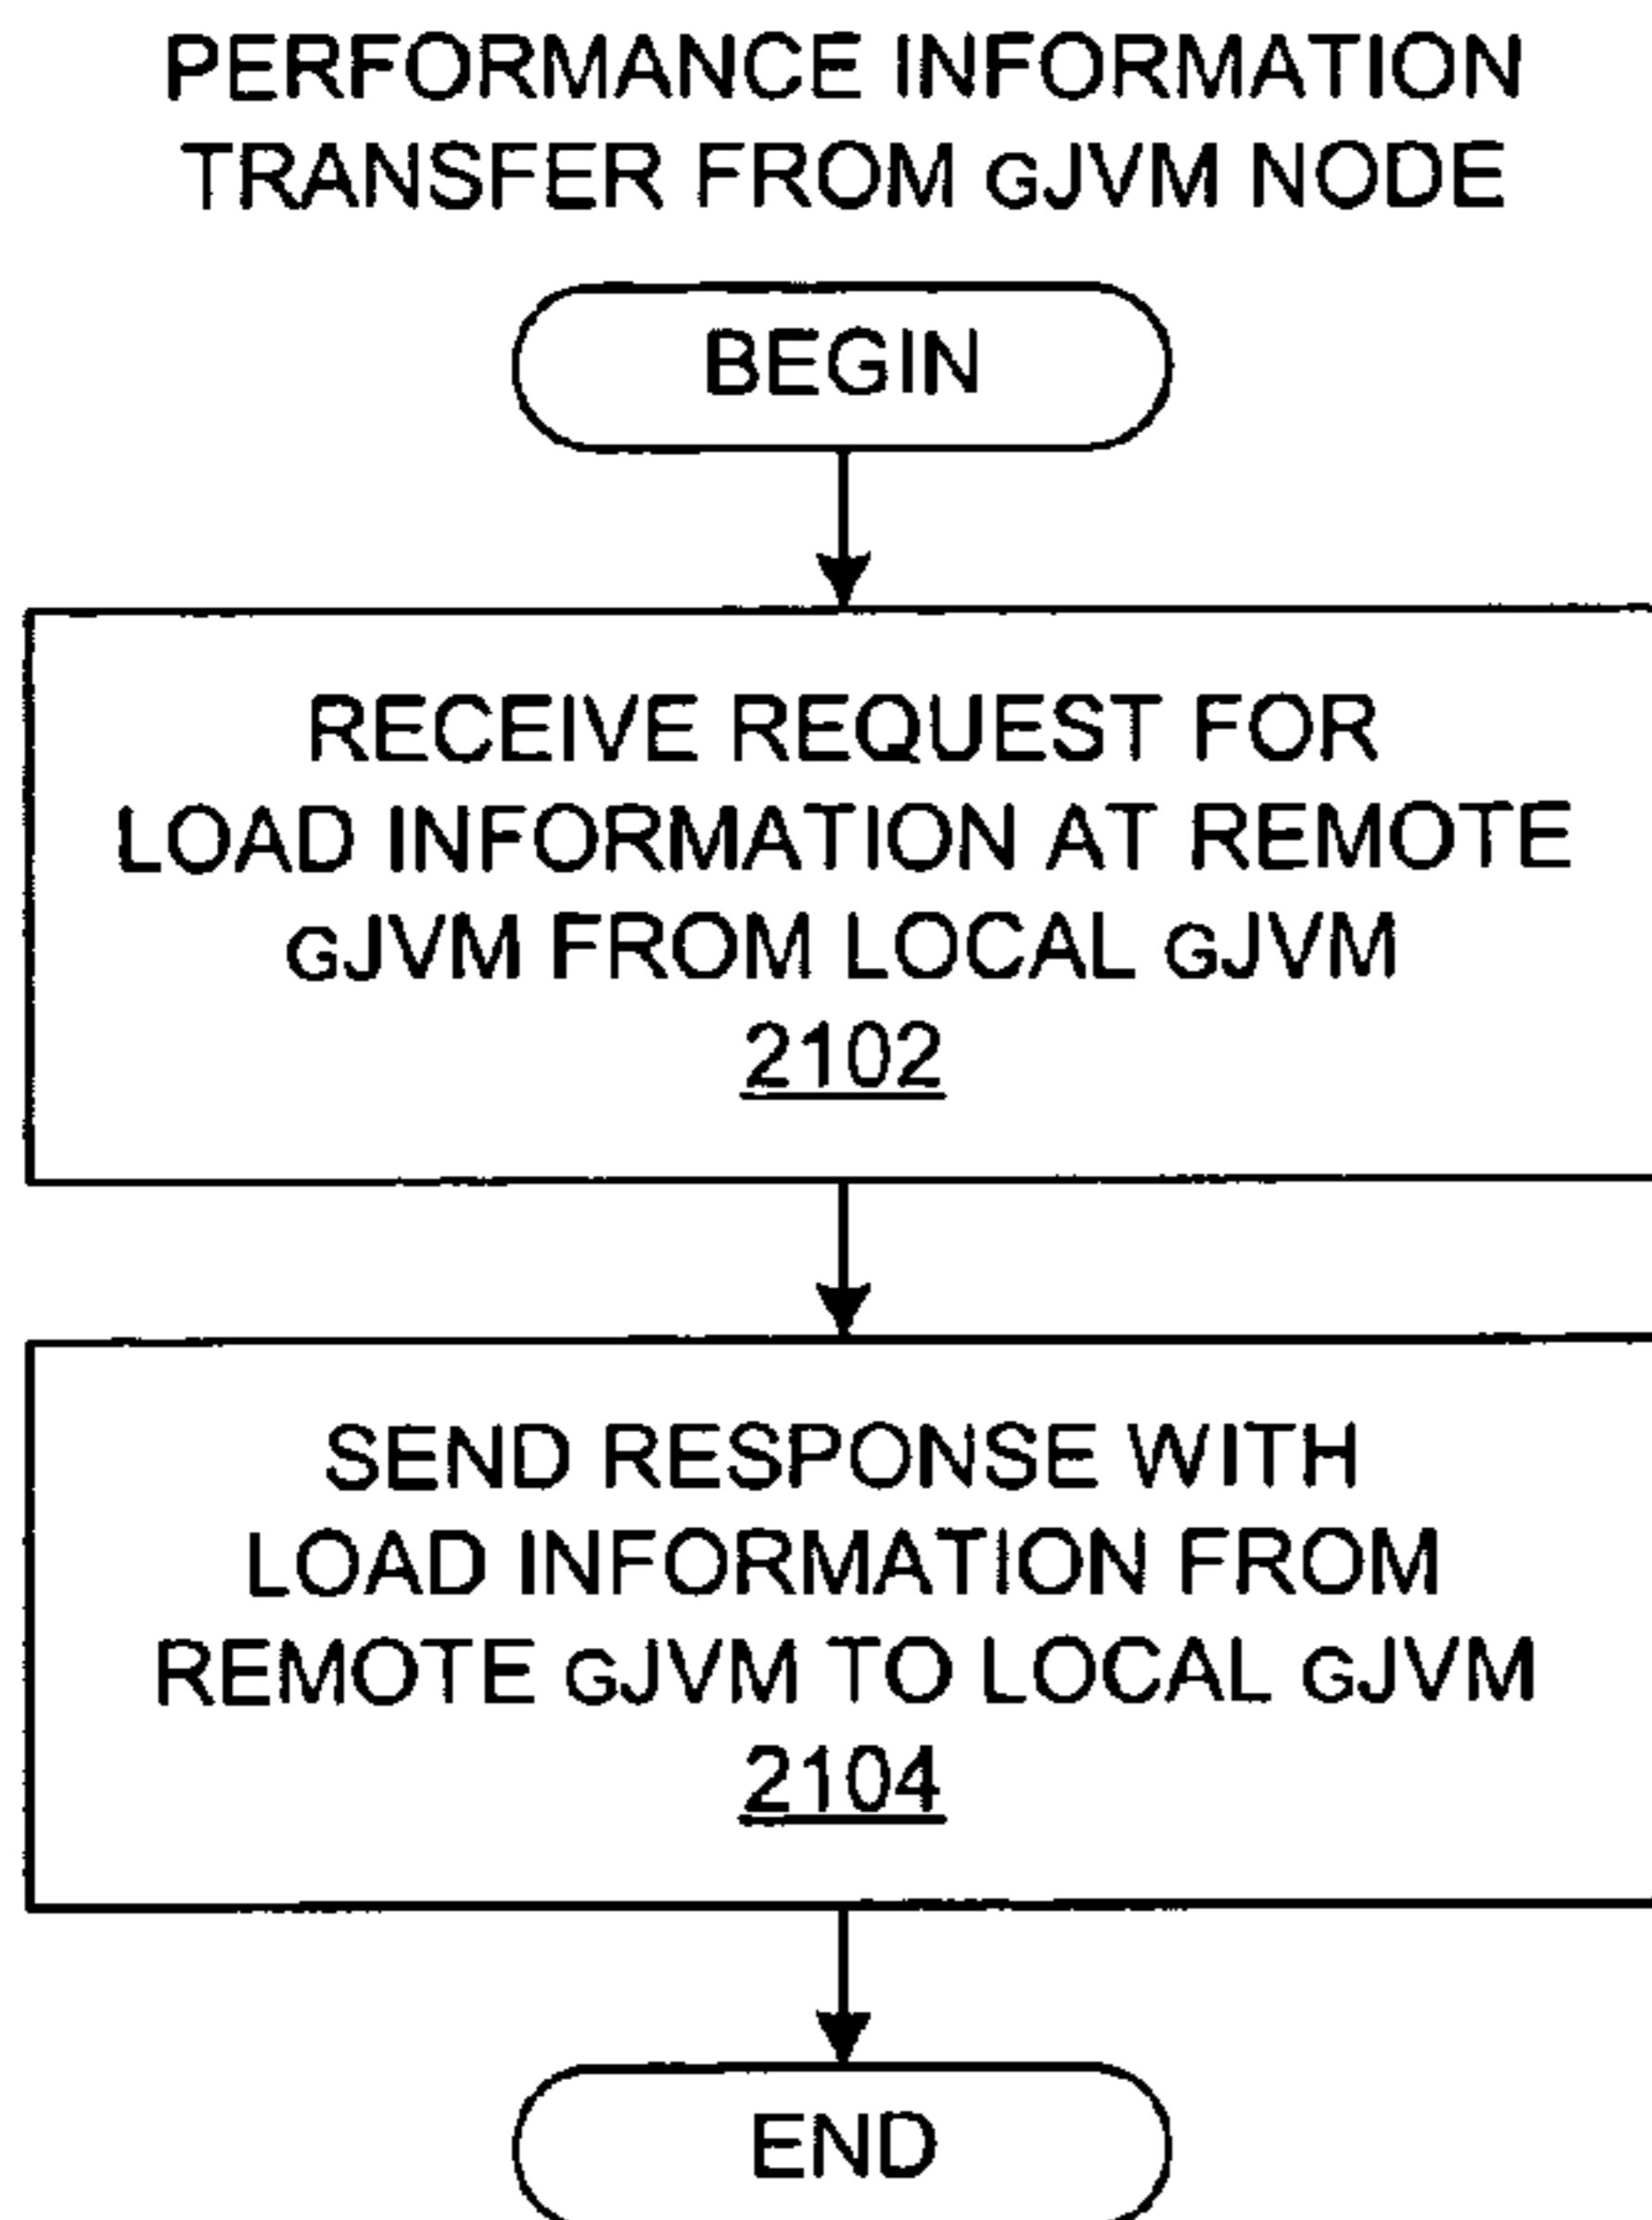 PERFORMANCE INFORMATION
TRANSFER FROM GJVM NODE
BEGIN
RECEIVE REQUEST FOR
LOAD INFORMATION AT REMOTE
GJVM FROM LOCAL GJVM
2102
SEND RESPONSE WITH
LOAD INFORMATION FROM
REMOTE GJVM TO LOCAL GJVM
2104
END